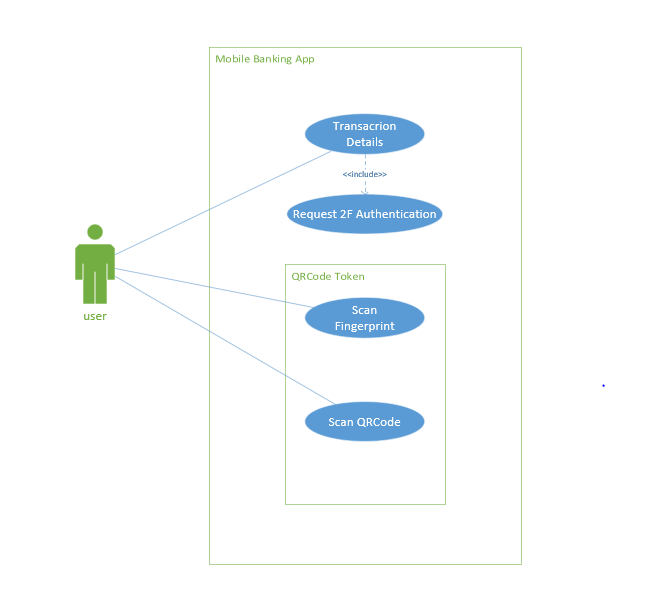 Mobile Banking App
Transacrion
Details
<<include>>
Request 2F Authentication
QRCode Token
Scan
Fingerprint
user
Scan QRCode